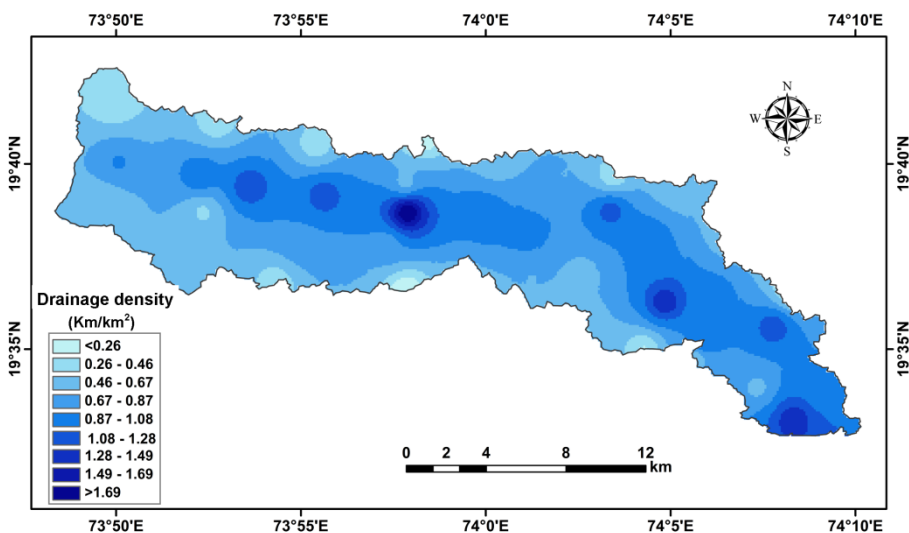 73°50'E 73°55'E 74°0'E 74°5'E 74°10'E
N
W E
S
19°40'N 19°40'N
19°35'N 19°35'N
Drainage density
(Km/km²)
<0.26
0.26 - 0.46
0.46 - 0.67
0.67 - 0.87
0.87 - 1.08
1.08 - 1.28
1.28 - 1.49
1.49 - 1.69
>1.69
0 2 4 8 12
km
73°50'E 73°55'E 74°0'E 74°5'E 74°10'E